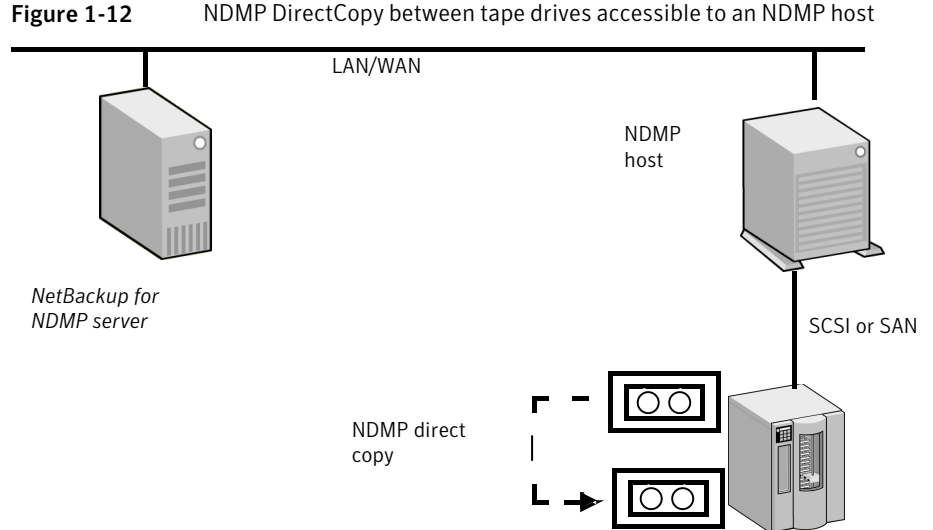 Figure 1-12 NDMP DirectCopy between tape drives accessible to an NDMP host
LAN/WAN
NDMP
host
NetBackup for
NDMP server
SCSI or SAN
NDMP direct
copy